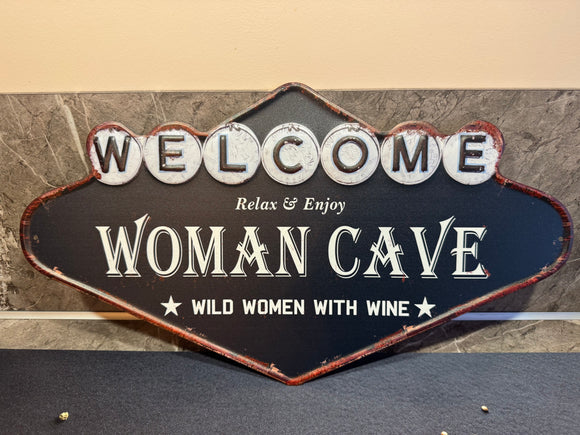 WELCOME
Relax & Enjoy
WOMAN CAVE
★ WILD WOMEN WITH WINE ★